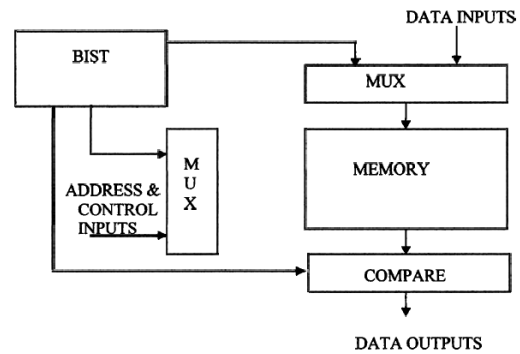 DATA INPUTS
BIST
MUX
M
U
X
MEMORY
ADDRESS &
CONTROL
INPUTS
COMPARE
DATA OUTPUTS